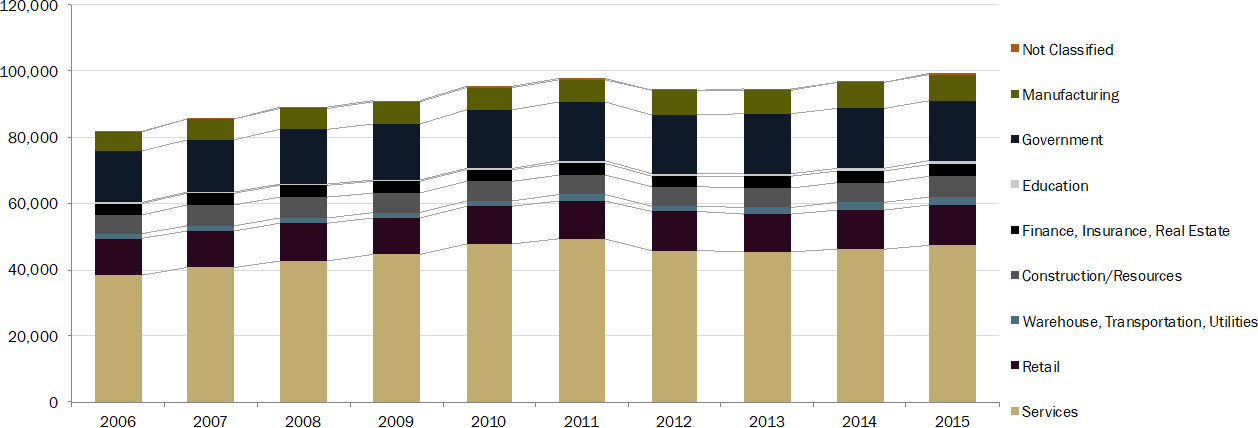 120,000
100,000
80,000
60,000
40,000
20,000
0
2006 2007 2008 2009 2010 2011 2012 2013 2014 2015
Not Classified
Manufacturing
Government
Education
Finance, Insurance, Real Estate
Construction/Resources
Warehouse, Transportation, Utilities
Retail
Services